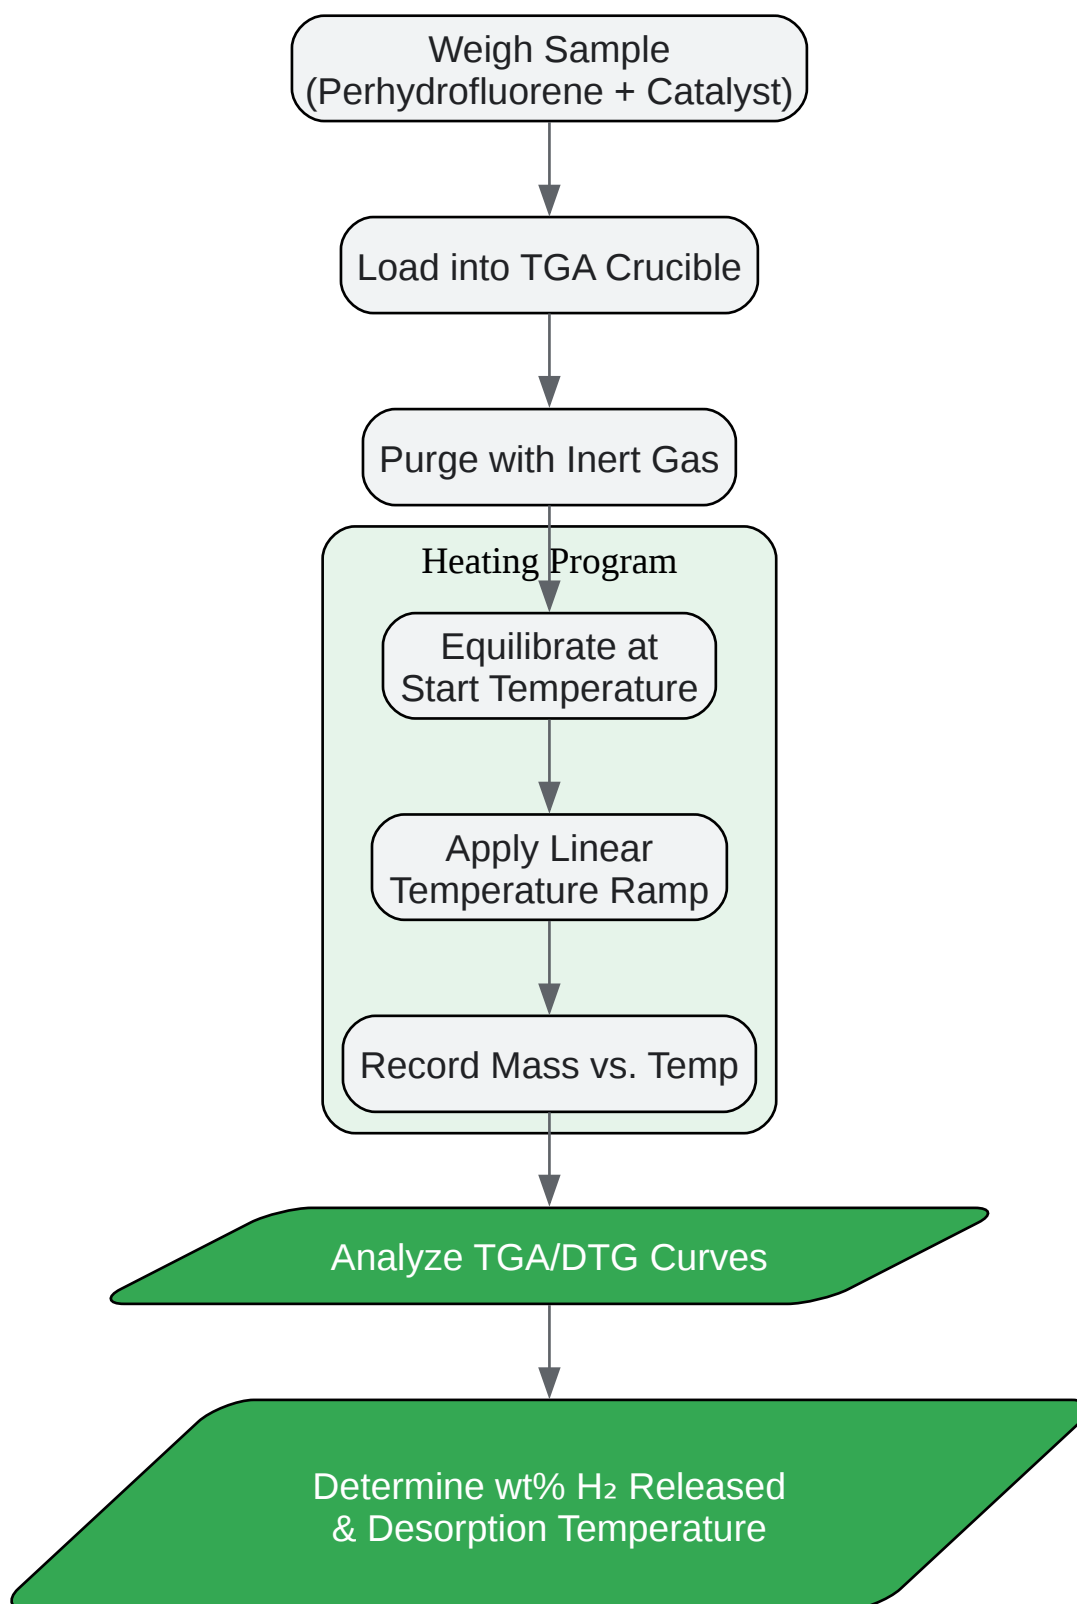 Weigh Sample
(Perhydrofluorene + Catalyst)
Load into TGA Crucible
Purge with Inert Gas
Heating Program
Equilibrate at
Start Temperature
Apply Linear
Temperature Ramp
Record Mass vs. Temp
Analyze TGA/DTG Curves
Determine wt% H₂ Released
& Desorption Temperature